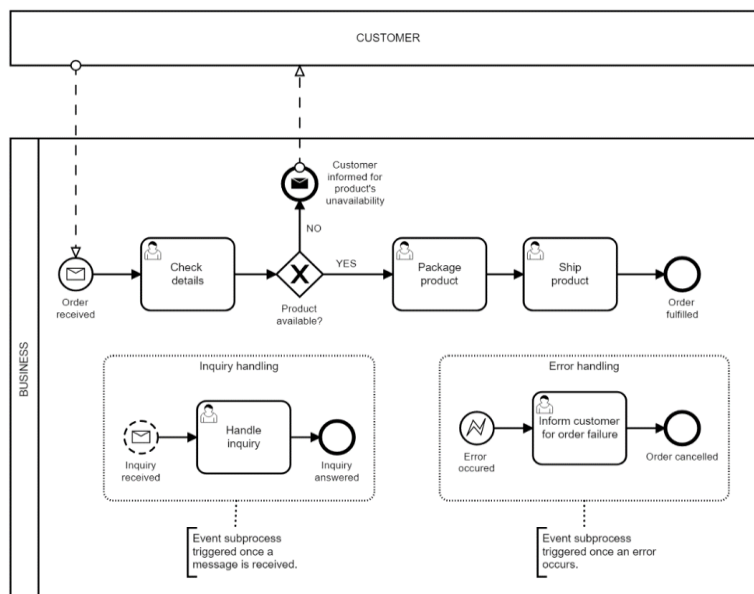 CUSTOMER
BUSINESS
Customer
informed for
product's
unavailability
NO
YES
Order
received
Check
details
Product
available?
Package
product
Ship
product
Order
fulfilled
Inquiry handling
Inquiry
received
Handle
inquiry
Inquiry
answered
Event subprocess
triggered once a
message is received.
Error handling
Error
occured
Inform customer
for order failure
Order cancelled
Event subprocess
triggered once an error
occurs.